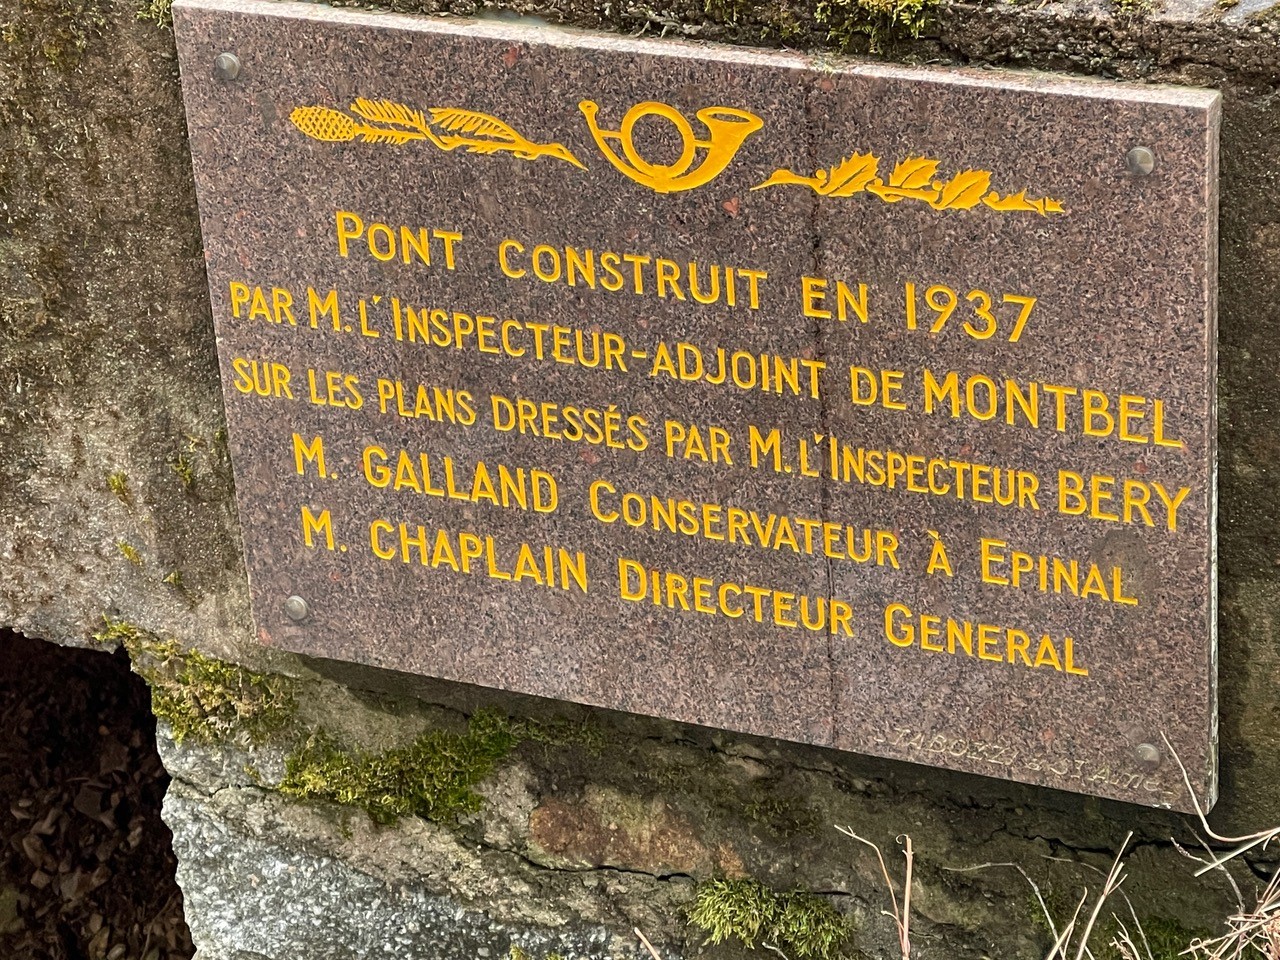 PONT CONSTRUIT EN 1937
PAR M. L'INSPECTEUR-ADJOINT DE MONTBEL
SUR LES PLANS DRESSÉS PAR M. L'INSPECTEUR BERY
M. GALLAND CONSERVATEUR À EPINAL
M. CHAPLAIN DIRECTEUR GENERAL